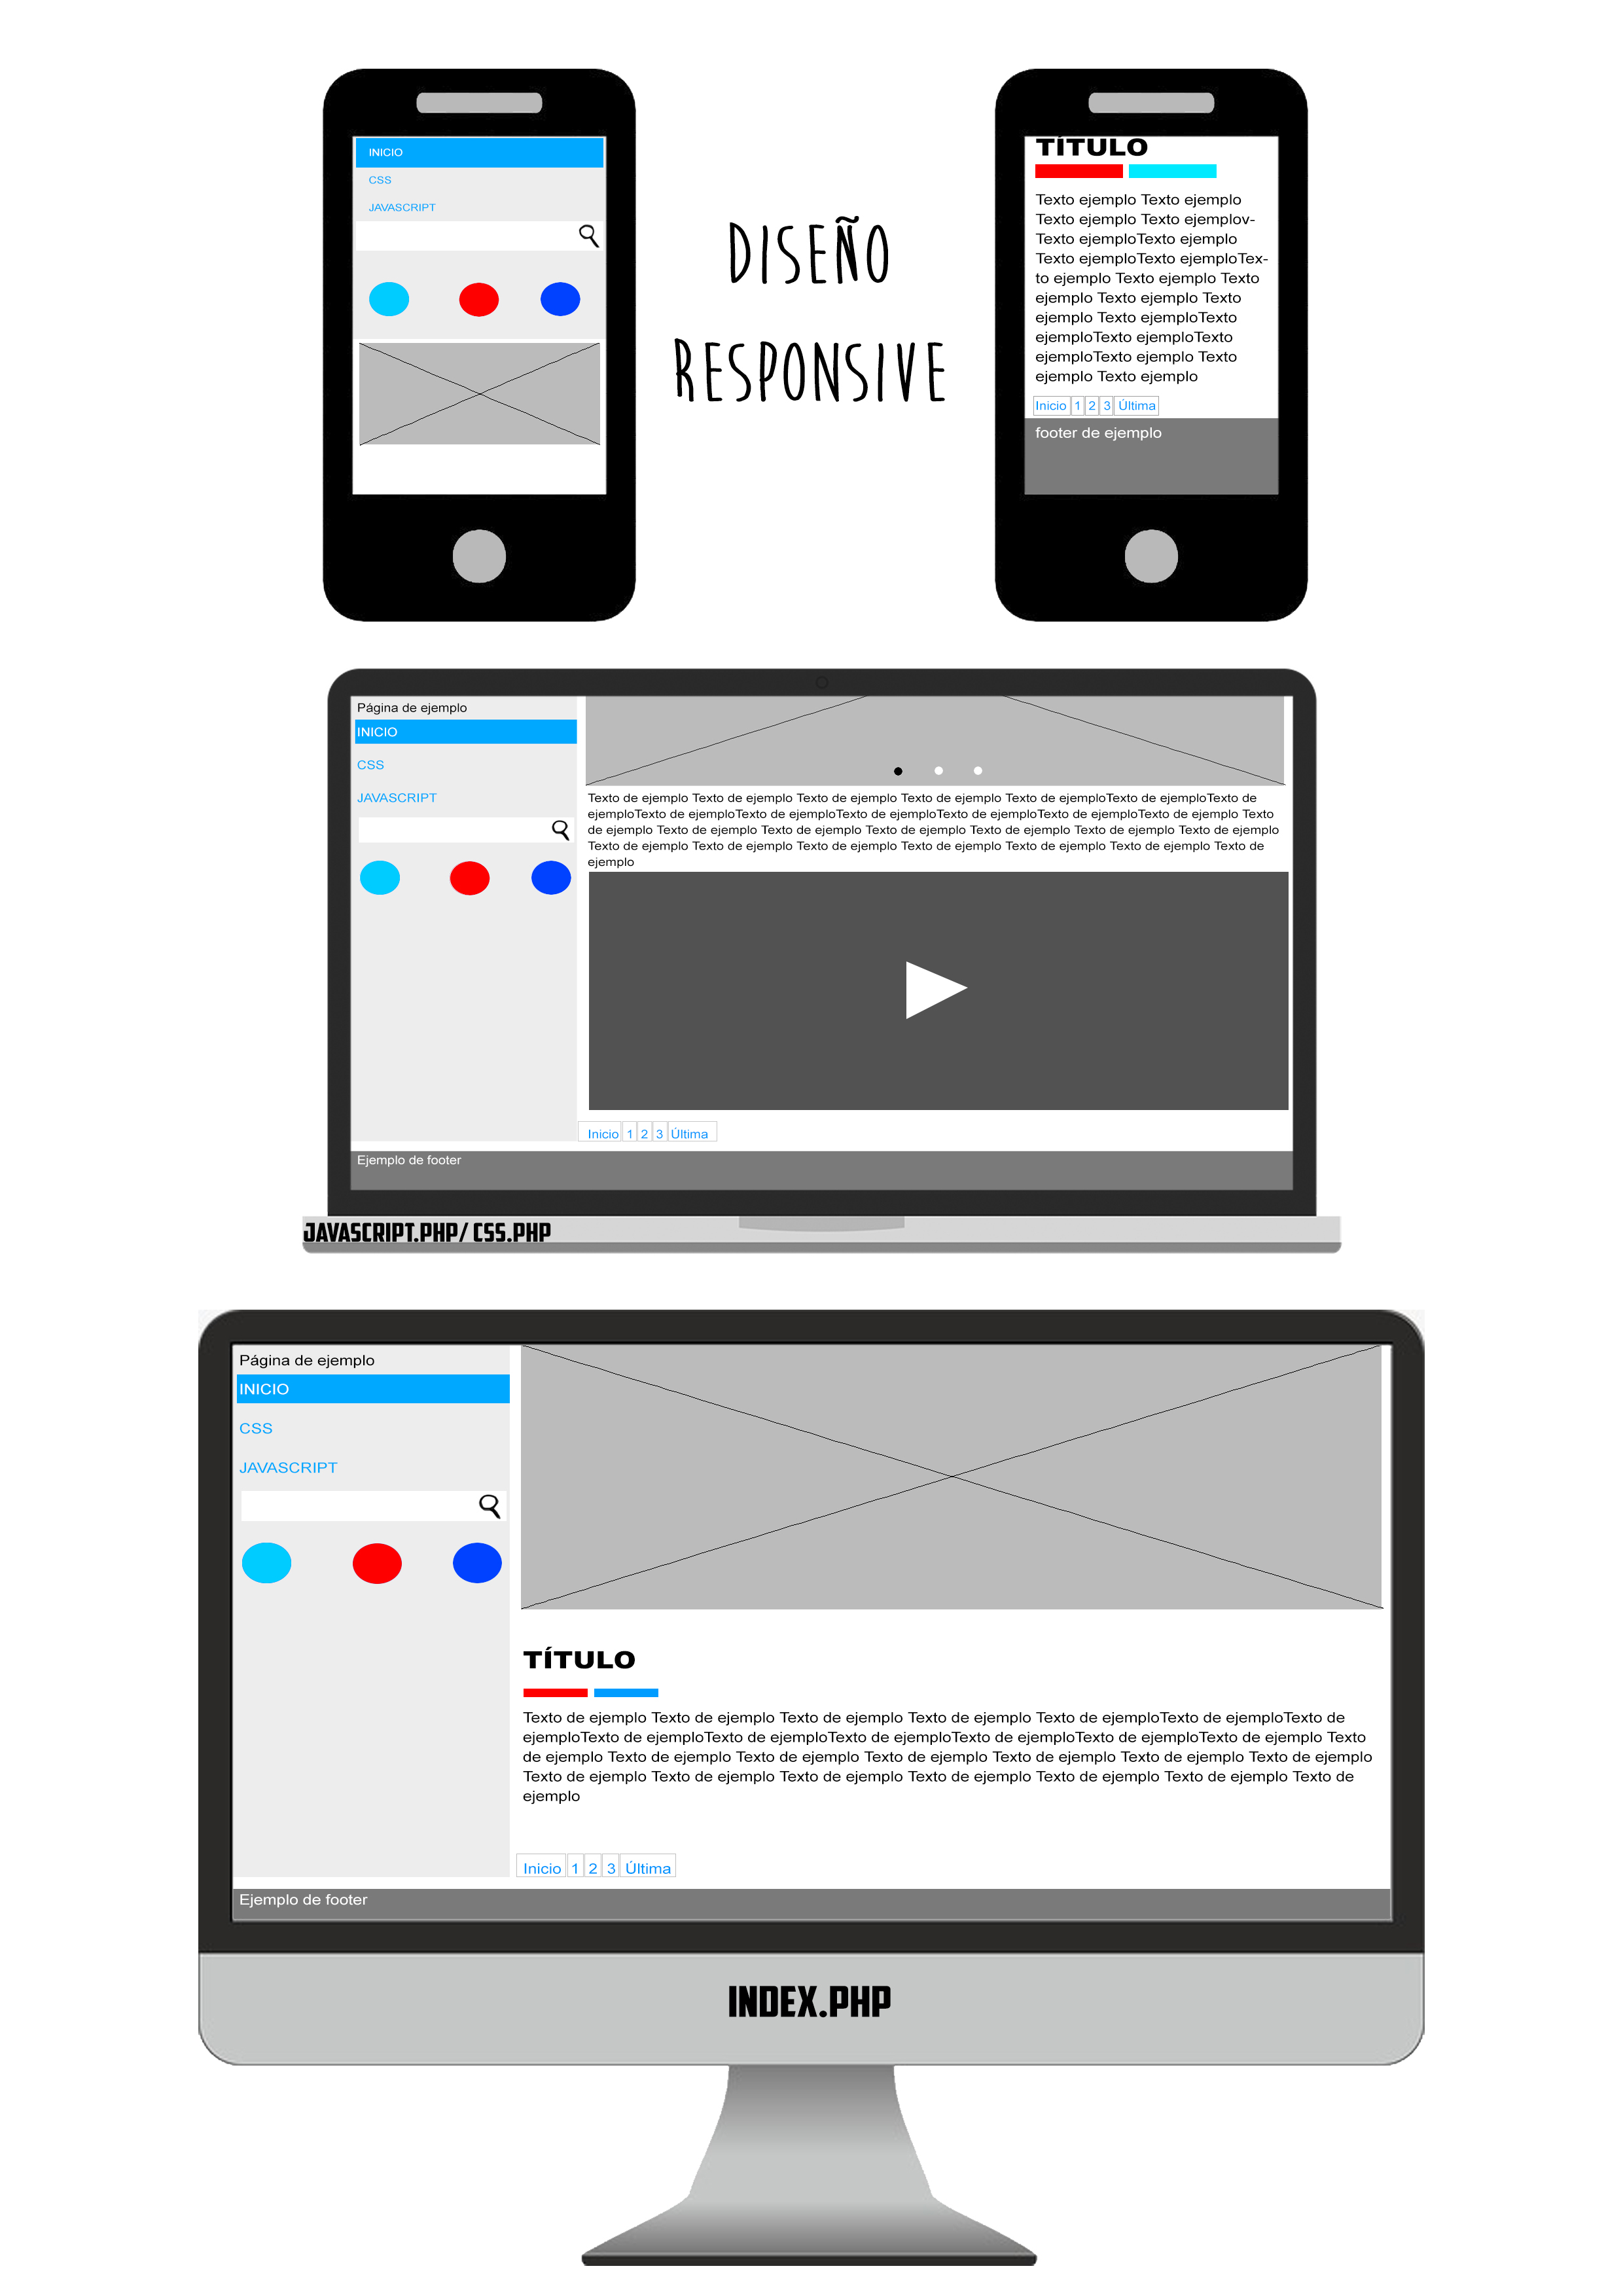 INICIO
CSS
JAVASCRIPT
DISEÑO
RESPONSIVE
TÍTULO
Texto ejemplo Texto ejemplo
Texto ejemplo Texto ejemplov-
Texto ejemploTexto ejemplo
Texto ejemploTexto ejemploTex-
to ejemplo Texto ejemplo Texto
ejemplo Texto ejemplo Texto
ejemplo Texto ejemploTexto
ejemploTexto ejemploTexto
ejemploTexto ejemplo Texto
ejemplo Texto ejemplo
Inicio 1 2 3 Última
footer de ejemplo
Página de ejemplo
INICIO
CSS
JAVASCRIPT
Texto de ejemplo Texto de ejemplo Texto de ejemplo Texto de ejemplo Texto de ejemploTexto de ejemploTexto de
ejemploTexto de ejemploTexto de ejemploTexto de ejemploTexto de ejemploTexto de ejemploTexto de ejemplo Texto
de ejemplo Texto de ejemplo Texto de ejemplo Texto de ejemplo Texto de ejemplo Texto de ejemplo Texto de ejemplo
Texto de ejemplo Texto de ejemplo Texto de ejemplo Texto de ejemplo Texto de ejemplo Texto de ejemplo Texto de
ejemplo
Inicio 1 2 3 Última
Ejemplo de footer
JAVASCRIPT.PHP/ CSS.PHP
Página de ejemplo
INICIO
CSS
JAVASCRIPT
TÍTULO
Texto de ejemplo Texto de ejemplo Texto de ejemplo Texto de ejemplo Texto de ejemploTexto de ejemploTexto de
ejemploTexto de ejemploTexto de ejemploTexto de ejemploTexto de ejemploTexto de ejemploTexto de ejemplo Texto
de ejemplo Texto de ejemplo Texto de ejemplo Texto de ejemplo Texto de ejemplo Texto de ejemplo Texto de ejemplo
Texto de ejemplo Texto de ejemplo Texto de ejemplo Texto de ejemplo Texto de ejemplo Texto de ejemplo Texto de
ejemplo
Inicio 1 2 3 Última
Ejemplo de footer
INDEX.PHP